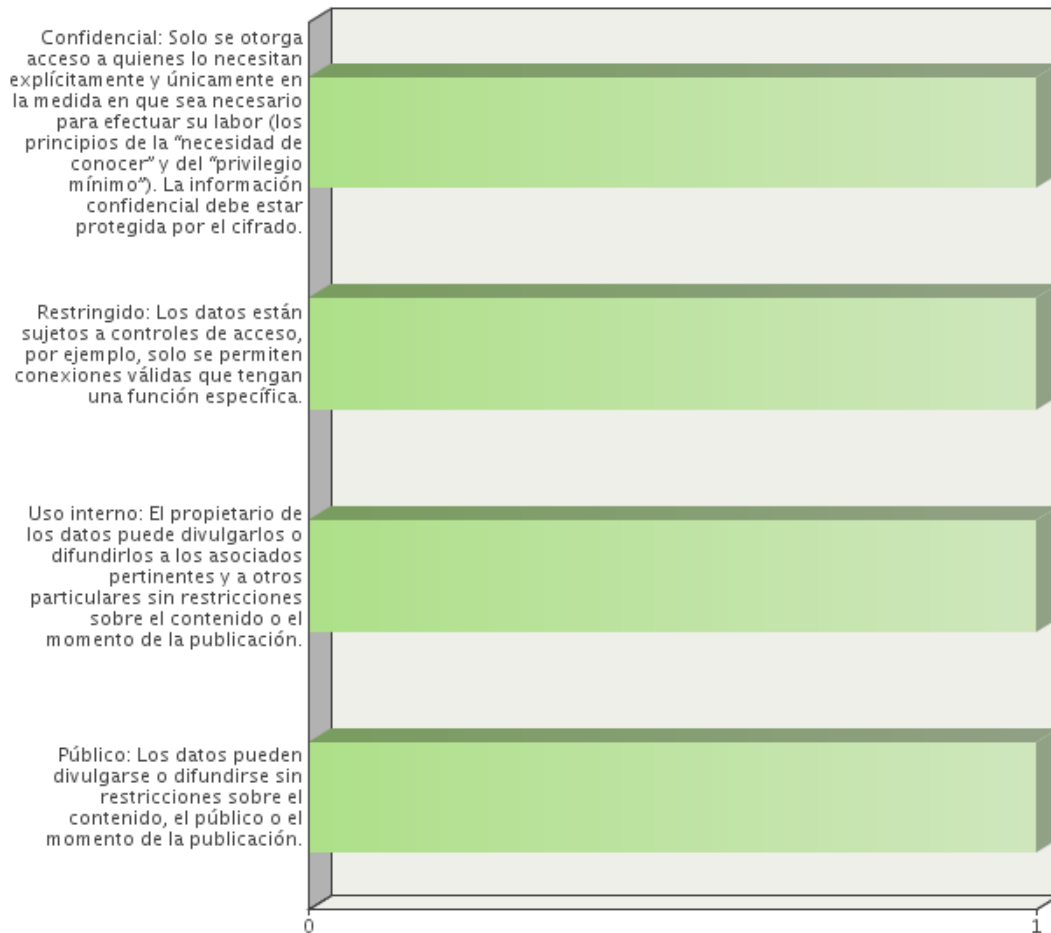 Confidencial: Solo se otorga
acceso a quienes lo necesitan
explícitamente y únicamente en
la medida en que sea necesario
para efectuar su labor (los
principios de la “necesidad de
conocer” y del “privilegio
mínimo”). La información
confidencial debe estar
protegida por el cifrado.
Restringido: Los datos están
sujetos a controles de acceso,
por ejemplo, solo se permiten
conexiones válidas que tengan
una función específica.
Uso interno: El propietario de
los datos puede divulgarlos o
difundirlos a los asociados
pertinentes y a otros
particulares sin restricciones
sobre el contenido o el
momento de la publicación.
Público: Los datos pueden
divulgarse o difundirse sin
restricciones sobre el
contenido, el público o el
momento de la publicación.
0 1